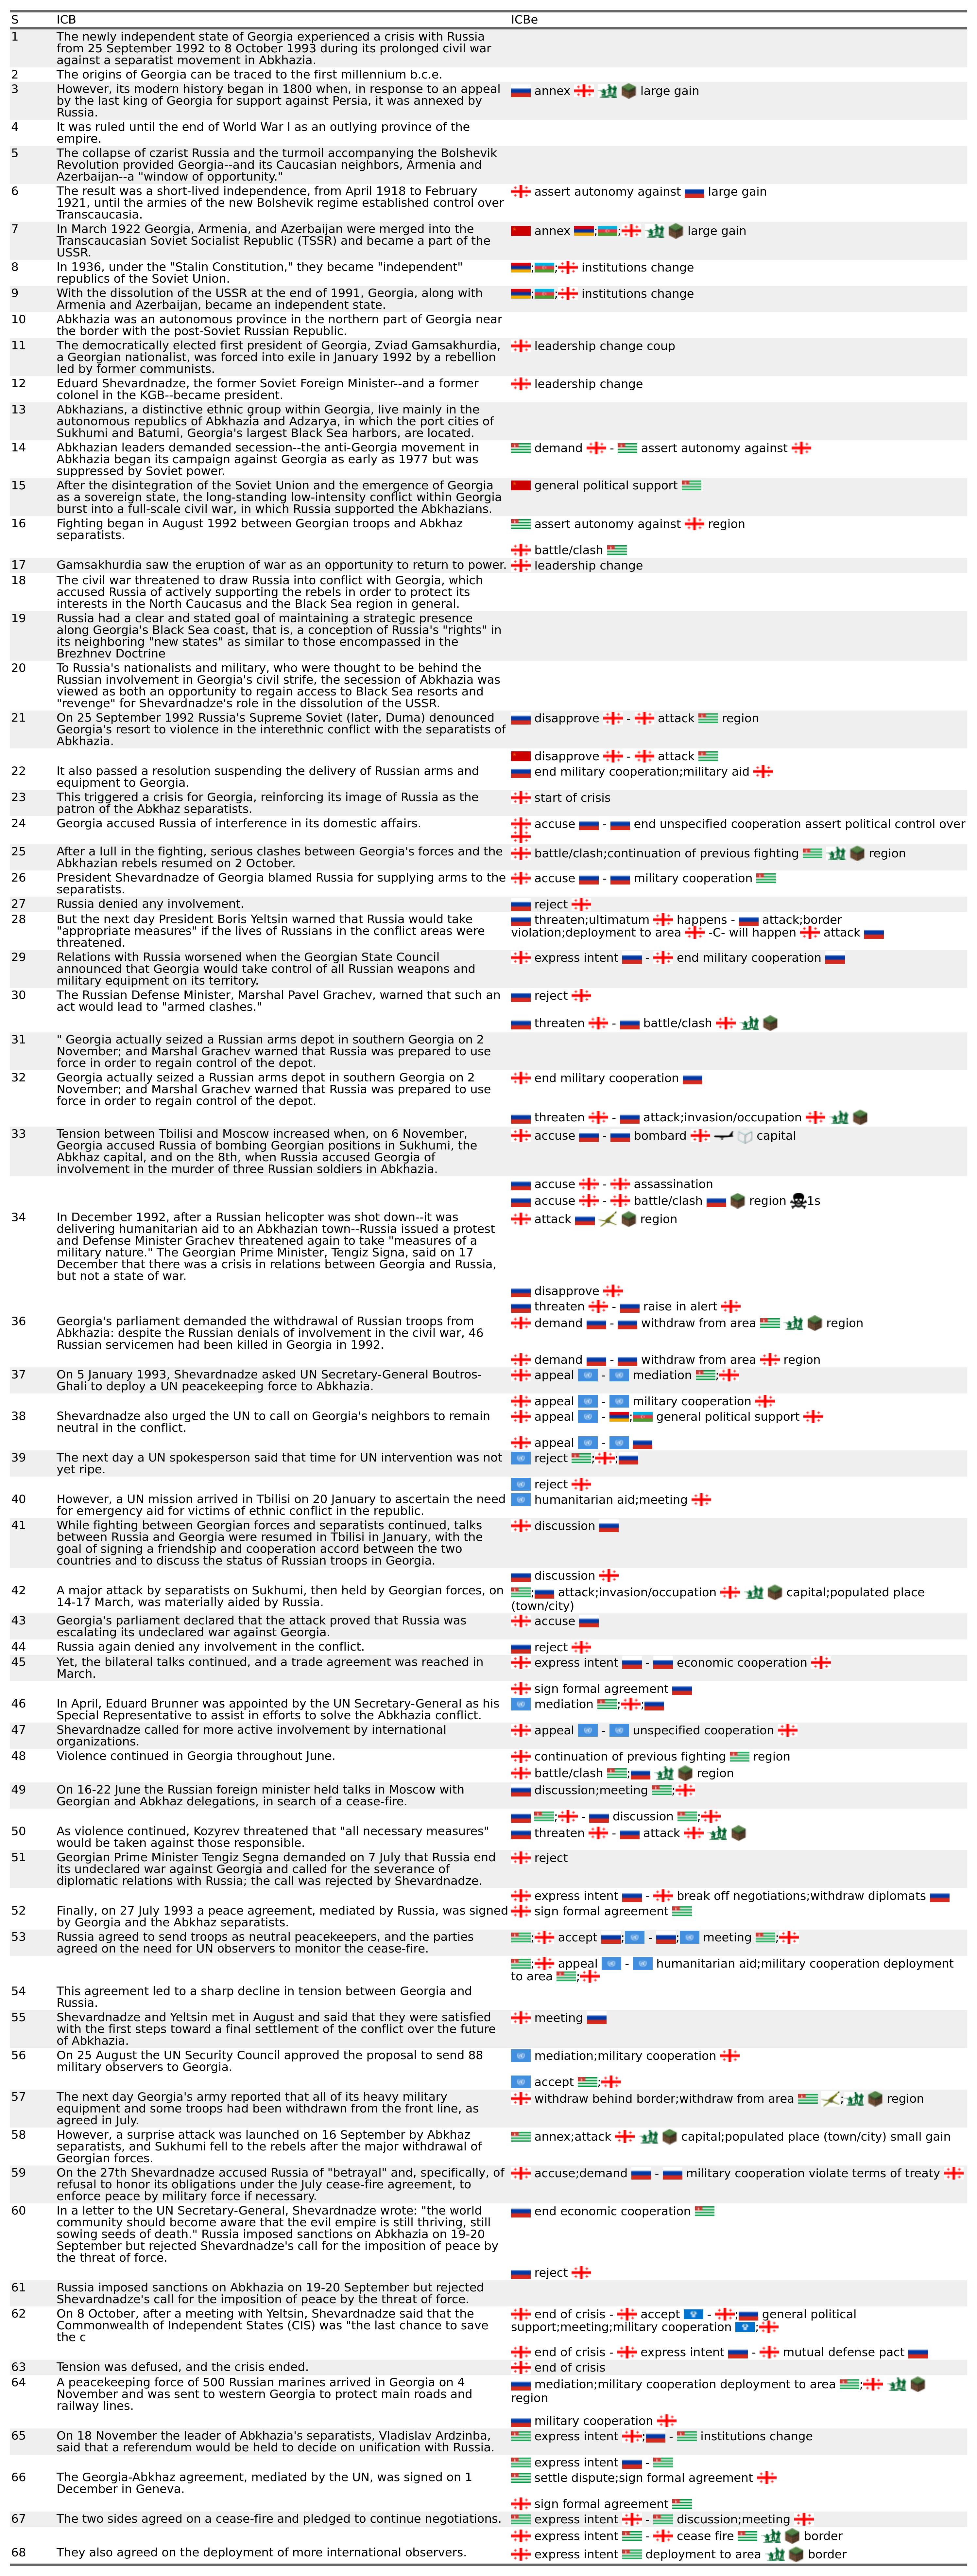 S ICB ICBe
1 The newly independent state of Georgia experienced a crisis with Russia
from 25 September 1992 to 8 October 1993 during its prolonged civil war
against a separatist movement in Abkhazia.
2 The origins of Georgia can be traced to the first millennium b.c.e.
3 However, its modern history began in 1800 when, in response to an appeal annex large gain
by the last king of Georgia for support against Persia, it was annexed by
Russia.
4 It was ruled until the end of World War I as an outlying province of the
empire.
5 The collapse of czarist Russia and the turmoil accompanying the Bolshevik
Revolution provided Georgia--and its Caucasian neighbors, Armenia and
Azerbaijan--a "window of opportunity."
6 The result was a short-lived independence, from April 1918 to February assert autonomy against large gain
1921, until the armies of the new Bolshevik regime established control over
Transcaucasia.
7 In March 1922 Georgia, Armenia, and Azerbaijan were merged into the annex ; ; large gain
Transcaucasian Soviet Socialist Republic (TSSR) and became a part of the
USSR.
8 In 1936, under the "Stalin Constitution," they became "independent" ; ; institutions change
republics of the Soviet Union.
9 With the dissolution of the USSR at the end of 1991, Georgia, along with ; ; institutions change
Armenia and Azerbaijan, became an independent state.
10 Abkhazia was an autonomous province in the northern part of Georgia near
the border with the post-Soviet Russian Republic.
11 The democratically elected first president of Georgia, Zviad Gamsakhurdia, leadership change coup
a Georgian nationalist, was forced into exile in January 1992 by a rebellion
led by former communists.
12 Eduard Shevardnadze, the former Soviet Foreign Minister--and a former leadership change
colonel in the KGB--became president.
13 Abkhazians, a distinctive ethnic group within Georgia, live mainly in the
autonomous republics of Abkhazia and Adzarya, in which the port cities of
Sukhumi and Batumi, Georgia's largest Black Sea harbors, are located.
14 Abkhazian leaders demanded secession--the anti-Georgia movement in demand - assert autonomy against
Abkhazia began its campaign against Georgia as early as 1977 but was
suppressed by Soviet power.
15 After the disintegration of the Soviet Union and the emergence of Georgia general political support
as a sovereign state, the long-standing low-intensity conflict within Georgia
burst into a full-scale civil war, in which Russia supported the Abkhazians.
16 Fighting began in August 1992 between Georgian troops and Abkhaz assert autonomy against region
separatists.
battle/clash
17 Gamsakhurdia saw the eruption of war as an opportunity to return to power. leadership change
18 The civil war threatened to draw Russia into conflict with Georgia, which
accused Russia of actively supporting the rebels in order to protect its
interests in the North Caucasus and the Black Sea region in general.
19 Russia had a clear and stated goal of maintaining a strategic presence
along Georgia's Black Sea coast, that is, a conception of Russia's "rights" in
its neighboring "new states" as similar to those encompassed in the
Brezhnev Doctrine
20 To Russia's nationalists and military, who were thought to be behind the
Russian involvement in Georgia's civil strife, the secession of Abkhazia was
viewed as both an opportunity to regain access to Black Sea resorts and
"revenge" for Shevardnadze's role in the dissolution of the USSR.
21 On 25 September 1992 Russia's Supreme Soviet (later, Duma) denounced disapprove - attack region
Georgia's resort to violence in the interethnic conflict with the separatists of
Abkhazia.
disapprove - attack
22 It also passed a resolution suspending the delivery of Russian arms and end military cooperation;military aid
equipment to Georgia.
23 This triggered a crisis for Georgia, reinforcing its image of Russia as the start of crisis
patron of the Abkhaz separatists.
24 Georgia accused Russia of interference in its domestic affairs. accuse - end unspecified cooperation assert political control over
25 After a lull in the fighting, serious clashes between Georgia's forces and the battle/clash;continuation of previous fighting region
Abkhazian rebels resumed on 2 October.
26 President Shevardnadze of Georgia blamed Russia for supplying arms to the accuse - military cooperation
separatists.
27 Russia denied any involvement. reject
28 But the next day President Boris Yeltsin warned that Russia would take threaten;ultimatum happens - attack;border
"appropriate measures" if the lives of Russians in the conflict areas were violation;deployment to area -C- will happen attack
threatened.
29 Relations with Russia worsened when the Georgian State Council express intent - end military cooperation
announced that Georgia would take control of all Russian weapons and
military equipment on its territory.
30 The Russian Defense Minister, Marshal Pavel Grachev, warned that such an reject
act would lead to "armed clashes."
threaten - battle/clash
31 " Georgia actually seized a Russian arms depot in southern Georgia on 2
November; and Marshal Grachev warned that Russia was prepared to use
force in order to regain control of the depot.
32 Georgia actually seized a Russian arms depot in southern Georgia on 2 end military cooperation
November; and Marshal Grachev warned that Russia was prepared to use
force in order to regain control of the depot.
threaten - attack;invasion/occupation
33 Tension between Tbilisi and Moscow increased when, on 6 November, accuse - bombard capital
Georgia accused Russia of bombing Georgian positions in Sukhumi, the
Abkhaz capital, and on the 8th, when Russia accused Georgia of
involvement in the murder of three Russian soldiers in Abkhazia.
accuse - assassination
accuse - battle/clash region 1s
34 In December 1992, after a Russian helicopter was shot down--it was attack region
delivering humanitarian aid to an Abkhazian town--Russia issued a protest
and Defense Minister Grachev threatened again to take "measures of a
military nature." The Georgian Prime Minister, Tengiz Signa, said on 17
December that there was a crisis in relations between Georgia and Russia,
but not a state of war.
disapprove
threaten - raise in alert
36 Georgia's parliament demanded the withdrawal of Russian troops from demand - withdraw from area region
Abkhazia: despite the Russian denials of involvement in the civil war, 46
Russian servicemen had been killed in Georgia in 1992.
demand - withdraw from area region
37 On 5 January 1993, Shevardnadze asked UN Secretary-General Boutros- appeal - mediation ;
Ghali to deploy a UN peacekeeping force to Abkhazia.
appeal - military cooperation
38 Shevardnadze also urged the UN to call on Georgia's neighbors to remain appeal - ; general political support
neutral in the conflict.
appeal -
39 The next day a UN spokesperson said that time for UN intervention was not reject ; ;
yet ripe.
reject
40 However, a UN mission arrived in Tbilisi on 20 January to ascertain the need humanitarian aid;meeting
for emergency aid for victims of ethnic conflict in the republic.
41 While fighting between Georgian forces and separatists continued, talks discussion
between Russia and Georgia were resumed in Tbilisi in January, with the
goal of signing a friendship and cooperation accord between the two
countries and to discuss the status of Russian troops in Georgia.
discussion
42 A major attack by separatists on Sukhumi, then held by Georgian forces, on ; attack;invasion/occupation capital;populated place
14-17 March, was materially aided by Russia. (town/city)
43 Georgia's parliament declared that the attack proved that Russia was accuse
escalating its undeclared war against Georgia.
44 Russia again denied any involvement in the conflict. reject
45 Yet, the bilateral talks continued, and a trade agreement was reached in express intent - economic cooperation
March.
sign formal agreement
46 In April, Eduard Brunner was appointed by the UN Secretary-General as his mediation ; ;
Special Representative to assist in efforts to solve the Abkhazia conflict.
47 Shevardnadze called for more active involvement by international appeal - unspecified cooperation
organizations.
48 Violence continued in Georgia throughout June. continuation of previous fighting region
battle/clash ; region
49 On 16-22 June the Russian foreign minister held talks in Moscow with discussion;meeting ;
Georgian and Abkhaz delegations, in search of a cease-fire.
; - discussion ;
50 As violence continued, Kozyrev threatened that "all necessary measures" threaten - attack
would be taken against those responsible.
51 Georgian Prime Minister Tengiz Segna demanded on 7 July that Russia end reject
its undeclared war against Georgia and called for the severance of
diplomatic relations with Russia; the call was rejected by Shevardnadze.
express intent - break off negotiations;withdraw diplomats
52 Finally, on 27 July 1993 a peace agreement, mediated by Russia, was signed sign formal agreement
by Georgia and the Abkhaz separatists.
53 Russia agreed to send troops as neutral peacekeepers, and the parties ; accept ; - ; meeting ;
agreed on the need for UN observers to monitor the cease-fire.
; appeal - humanitarian aid;military cooperation deployment
to area ;
54 This agreement led to a sharp decline in tension between Georgia and
Russia.
55 Shevardnadze and Yeltsin met in August and said that they were satisfied meeting
with the first steps toward a final settlement of the conflict over the future
of Abkhazia.
56 On 25 August the UN Security Council approved the proposal to send 88 mediation;military cooperation
military observers to Georgia.
accept ;
57 The next day Georgia's army reported that all of its heavy military withdraw behind border;withdraw from area ; region
equipment and some troops had been withdrawn from the front line, as
agreed in July.
58 However, a surprise attack was launched on 16 September by Abkhaz annex;attack capital;populated place (town/city) small gain
separatists, and Sukhumi fell to the rebels after the major withdrawal of
Georgian forces.
59 On the 27th Shevardnadze accused Russia of "betrayal" and, specifically, of accuse;demand - military cooperation violate terms of treaty
refusal to honor its obligations under the July cease-fire agreement, to
enforce peace by military force if necessary.
60 In a letter to the UN Secretary-General, Shevardnadze wrote: "the world end economic cooperation
community should become aware that the evil empire is still thriving, still
sowing seeds of death." Russia imposed sanctions on Abkhazia on 19-20
September but rejected Shevardnadze's call for the imposition of peace by
the threat of force.
reject
61 Russia imposed sanctions on Abkhazia on 19-20 September but rejected
Shevardnadze's call for the imposition of peace by the threat of force.
62 On 8 October, after a meeting with Yeltsin, Shevardnadze said that the end of crisis - accept - ; general political
Commonwealth of Independent States (CIS) was "the last chance to save support;meeting;military cooperation ;
the c
end of crisis - express intent - mutual defense pact
63 Tension was defused, and the crisis ended. end of crisis
64 A peacekeeping force of 500 Russian marines arrived in Georgia on 4 mediation;military cooperation deployment to area ;
November and was sent to western Georgia to protect main roads and region
railway lines.
military cooperation
65 On 18 November the leader of Abkhazia's separatists, Vladislav Ardzinba, express intent ; - institutions change
said that a referendum would be held to decide on unification with Russia.
express intent -
66 The Georgia-Abkhaz agreement, mediated by the UN, was signed on 1 settle dispute;sign formal agreement
December in Geneva.
sign formal agreement
67 The two sides agreed on a cease-fire and pledged to continue negotiations. express intent - discussion;meeting
express intent - cease fire border
68 They also agreed on the deployment of more international observers. express intent deployment to area border